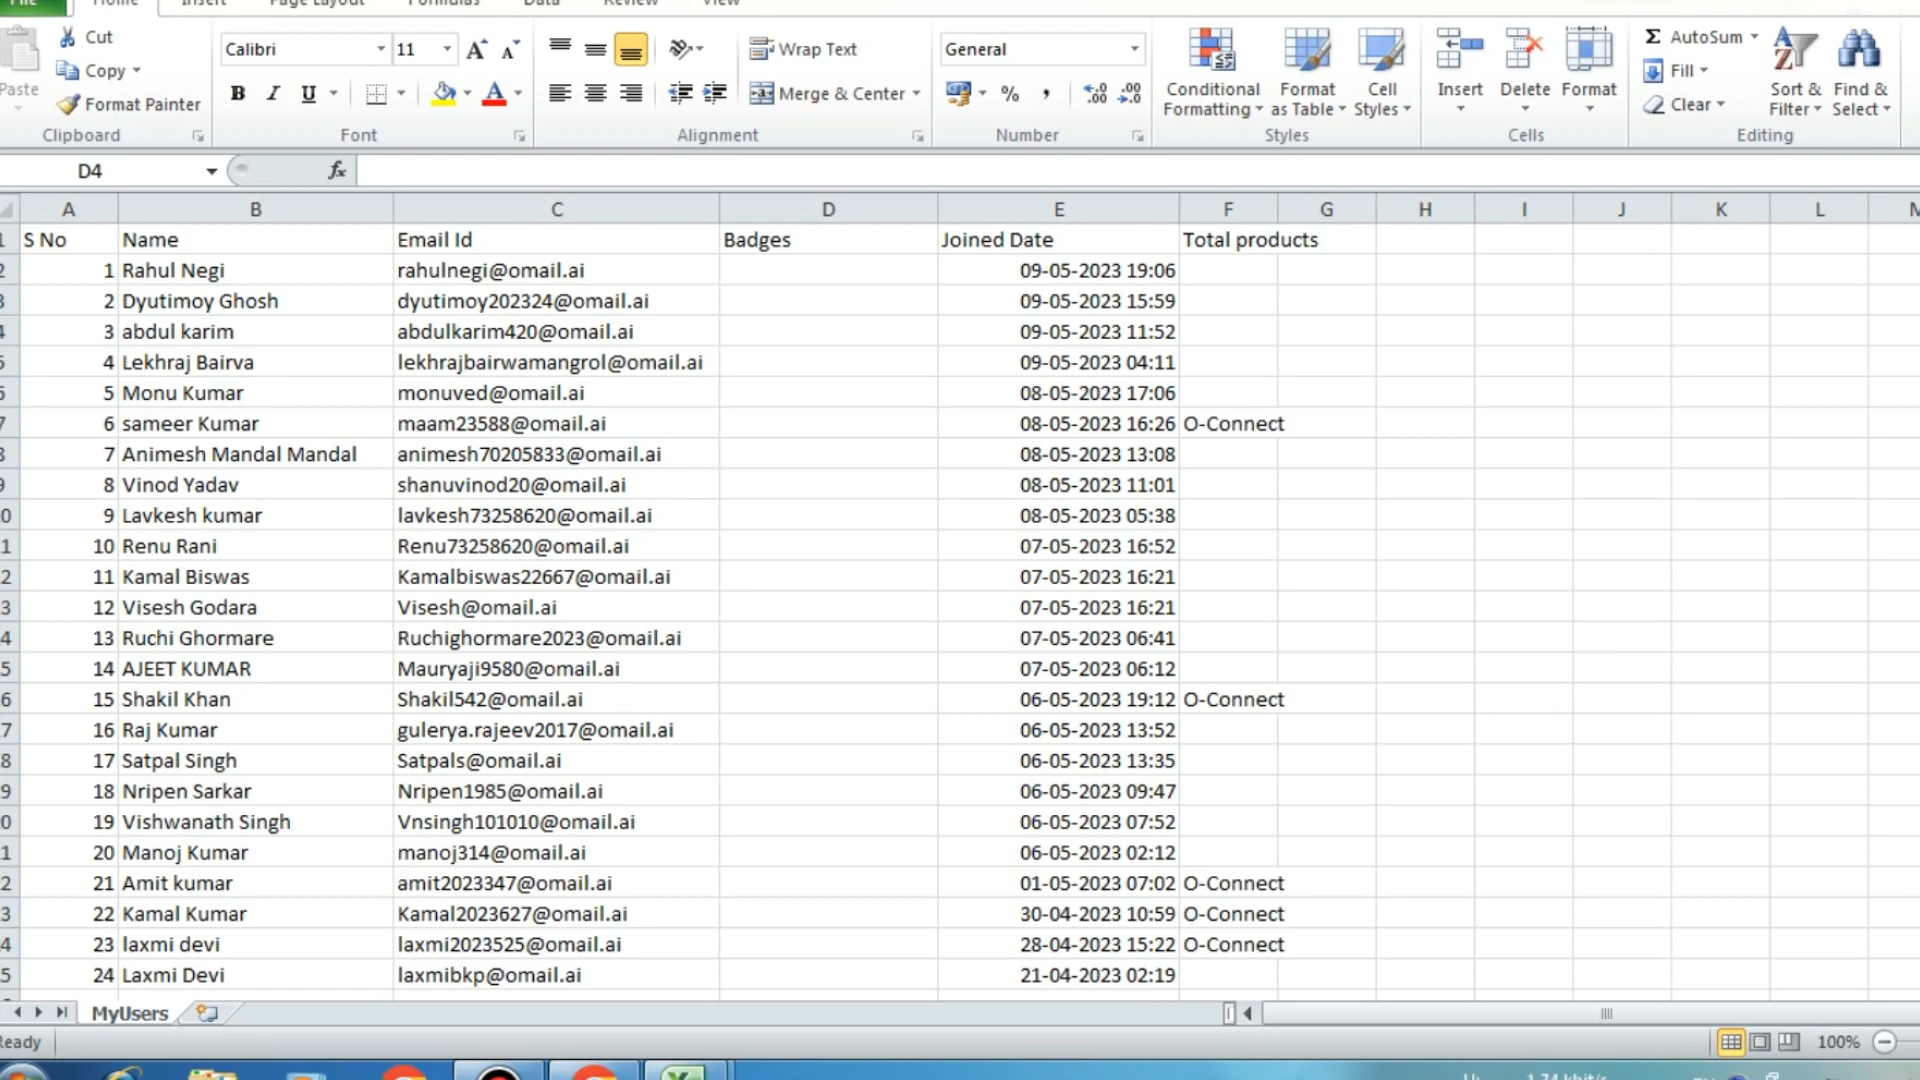 File Home Insert Page Layout Formulas Data Review View
Cut
Copy
Format Painter
Paste
Clipboard
Calibri 11
B I U
Font
Wrap Text
Merge & Center
Alignment
General
%
Number
Conditional Formatting
Format as Table
Cell Styles
Styles
Insert Delete Format
Cells
AutoSum
Fill
Clear
Sort & Filter
Find & Select
Editing
D4 fx
A B C D E F G H I J K L M
1 S No Name Email Id Badges Joined Date Total products
1 Rahul Negi rahulnegi@omail.ai 09-05-2023 19:06
2 Dyutimoy Ghosh dyutimoy202324@omail.ai 09-05-2023 15:59
3 abdul karim abdulkarim420@omail.ai 09-05-2023 11:52
4 Lekhraj Bairva lekhrajbairwamangrol@omail.ai 09-05-2023 04:11
5 Monu Kumar monuved@omail.ai 08-05-2023 17:06
6 sameer Kumar maam23588@omail.ai 08-05-2023 16:26 O-Connect
7 Animesh Mandal Mandal animesh70205833@omail.ai 08-05-2023 13:08
8 Vinod Yadav shanuvinod20@omail.ai 08-05-2023 11:01
9 Lavkesh kumar lavkesh73258620@omail.ai 08-05-2023 05:38
10 Renu Rani Renu73258620@omail.ai 07-05-2023 16:52
11 Kamal Biswas Kamalbiswas22667@omail.ai 07-05-2023 16:21
12 Visesh Godara Visesh@omail.ai 07-05-2023 16:21
13 Ruchi Ghormare Ruchighormare2023@omail.ai 07-05-2023 06:41
14 AJEET KUMAR Mauryaji9580@omail.ai 07-05-2023 06:12
15 Shakil Khan Shakil542@omail.ai 06-05-2023 19:12 O-Connect
16 Raj Kumar gulerya.rajeev2017@omail.ai 06-05-2023 13:52
17 Satpal Singh Satpals@omail.ai 06-05-2023 13:35
18 Nripen Sarkar Nripen1985@omail.ai 06-05-2023 09:47
19 Vishwanath Singh Vnsingh101010@omail.ai 06-05-2023 07:52
20 Manoj Kumar manoj314@omail.ai 06-05-2023 02:12
21 Amit kumar amit2023347@omail.ai 01-05-2023 07:02 O-Connect
22 Kamal Kumar Kamal2023627@omail.ai 30-04-2023 10:59 O-Connect
23 laxmi devi laxmi2023525@omail.ai 28-04-2023 15:22 O-Connect
24 Laxmi Devi laxmibkp@omail.ai 21-04-2023 02:19
MyUsers
Ready 100%